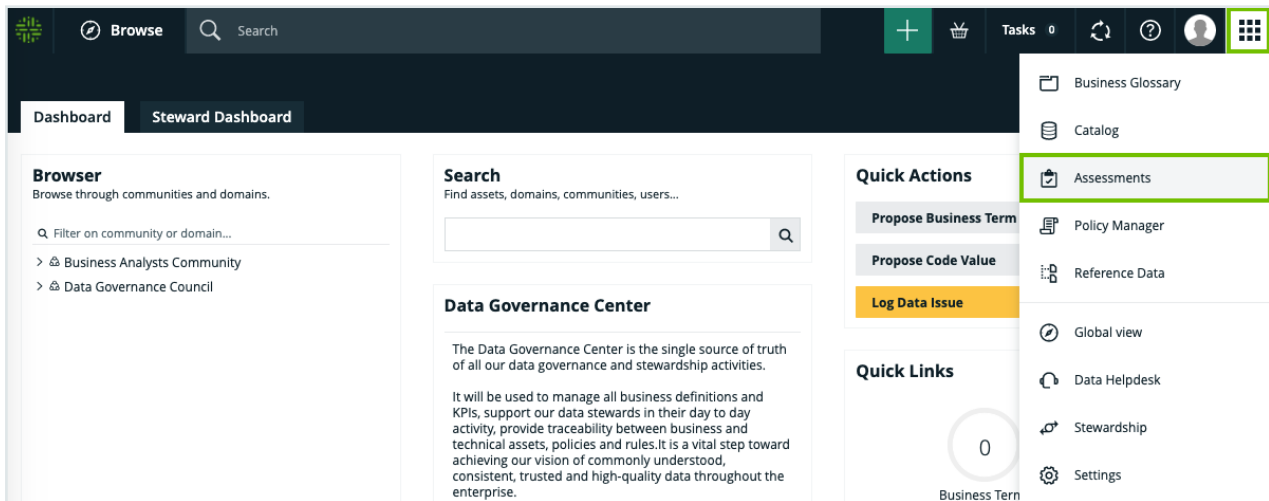 Browse
Search
Tasks 0
Dashboard
Steward Dashboard
Browser
Browse through communities and domains.
Filter on community or domain...
Business Analysts Community
Data Governance Council
Search
Find assets, domains, communities, users...
Data Governance Center
The Data Governance Center is the single source of truth
of all our data governance and stewardship activities.
It will be used to manage all business definitions and
KPIs, support our data stewards in their day to day
activity, provide traceability between business and
technical assets, policies and rules.It is a vital step toward
achieving our vision of commonly understood,
consistent, trusted and high-quality data throughout the
enterprise.
Quick Actions
Propose Business Term
Propose Code Value
Log Data Issue
Quick Links
0
Business Tern
Business Glossary
Catalog
Assessments
Policy Manager
Reference Data
Global view
Data Helpdesk
Stewardship
Settings